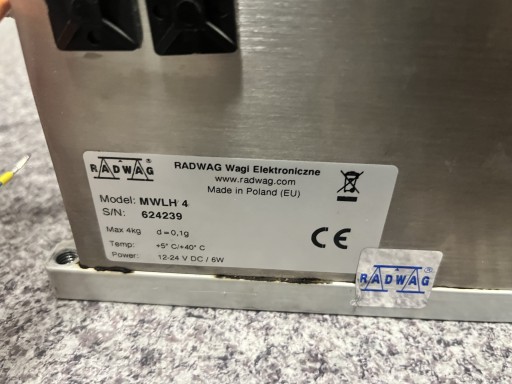 RADWAG ®
RADWAG Wagi Elektroniczne
www.radwag.com
Made in Poland (EU)
Model: MWLH 4
S/N: 624239
Max 4kg d=0,1g
Temp: +5° C/+40° C
Power: 12-24 V DC / 6W
CE
RADWAG ®